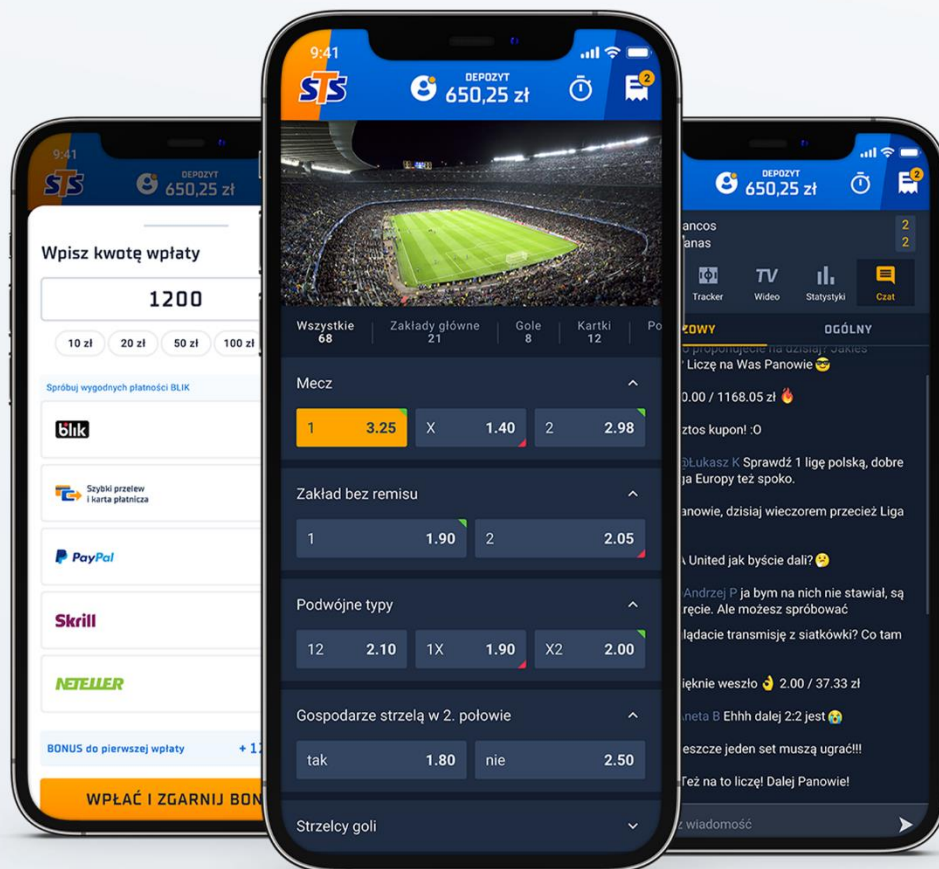 9:41
STS
DEPOZYT
650,25 zł
Wpisz kwotę wpłaty
1200
10 zł 20 zł 50 zł 100 zł
Spróbuj wygodnych płatności BLIK
blik
Szybki przelew
i karta płatnicza
PayPal
Skrill
NETELLER
BONUS do pierwszej wpłaty
WPŁAĆ I ZGARNIJ
9:41
STS
DEPOZYT
650,25 zł
2
Wszystkie Zakłady główne Gole Kartki Po
68 21 8 12
Mecz
1 3.25 X 1.40 2 2.98
Zakład bez remisu
1 1.90 2 2.05
Podwójne typy
12 2.10 1X 1.90 X2 2.00
Gospodarze strzelą w 2. połowie
tak 1.80 nie 2.50
Strzelcy goli
DEPOZYT
650,25 zł
2
ancos 2
anas 2
Tracker TV Wideo Statystyki Czat
ZOWY OGÓLNY
o proponujecie na dzisiaj? Jakieś
? Liczę na Was Panowie 😎
0.00 / 1168.05 zł 🔥
ztos kupon! :O
@Łukasz K Sprawdź 1 ligę polską, dobre
ga Europy też spoko.
anowie, dzisiaj wieczorem przecież Liga
United jak byście dali? 🤔
Andrzej P ja bym na nich nie stawiał, są
ręcie. Ale możesz spróbować
lądacie transmisję z siatkówki? Co tam
ięknie weszło 👌 2.00 / 37.33 zł
neta B Ehhh dalej 2:2 jest 😭
eszcze jeden set muszą ugrać!!!
Też na to liczę! Dalej Panowie!
z wiadomość